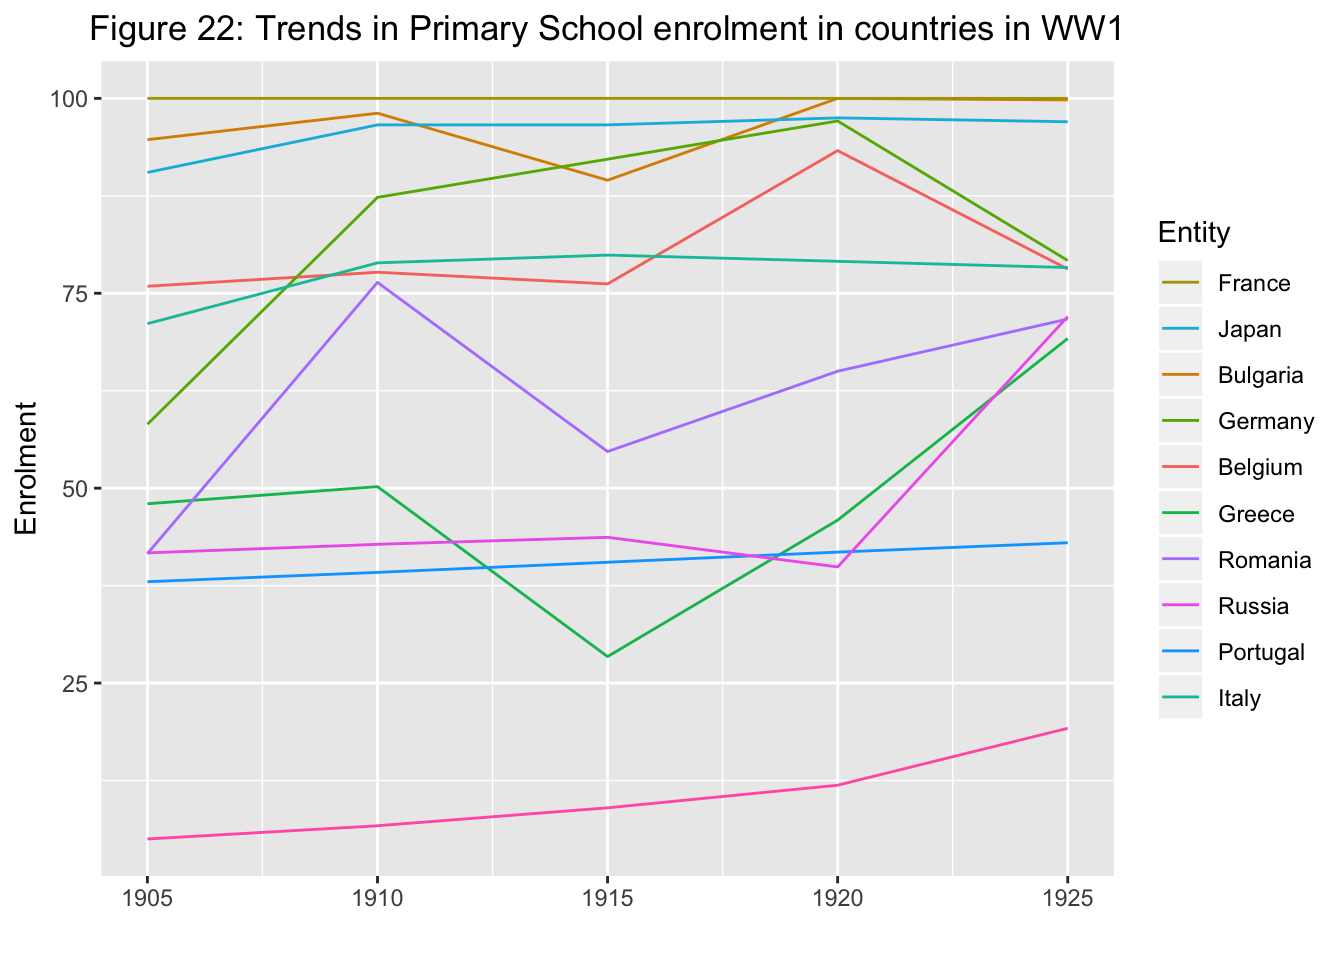 Figure 22: Trends in Primary School enrolment in countries in WW1
100
75
50
25
Enrolment
1905
1910
1915
1920
1925
Entity
France
Japan
Bulgaria
Germany
Belgium
Greece
Romania
Russia
Portugal
Italy